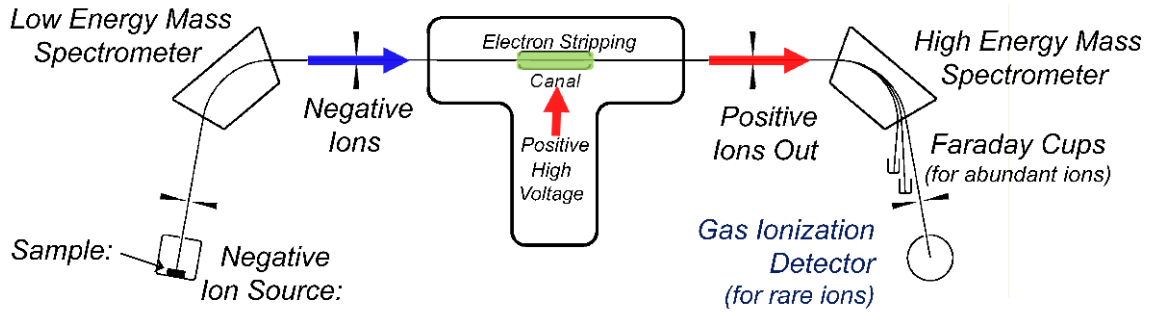 Low Energy Mass
Spectrometer
Negative
Ions
Electron Stripping
Canal
Positive
High
Voltage
Positive
Ions Out
High Energy Mass
Spectrometer
Faraday Cups
(for abundant ions)
Sample:
Negative
Ion Source:
Gas Ionization
Detector
(for rare ions)